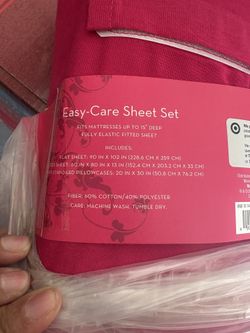 Easy-Care Sheet Set
FITS MATTRESSES UP TO 15" DEEP
FULLY ELASTIC FITTED SHEET
INCLUDES:
FLAT SHEET: 90 IN X 102 IN (228.6 CM X 259 CM)
SHEET: 60 IN X 80 IN X 13 IN (152.4 CM X 203.2 CM X 33 CM)
PILLOWCASES: 20 IN X 30 IN (50.8 CM X 76.2 CM)
FIBER: 60% COTTON/40% POLYESTER
CARE: MACHINE WASH. TUMBLE DRY.